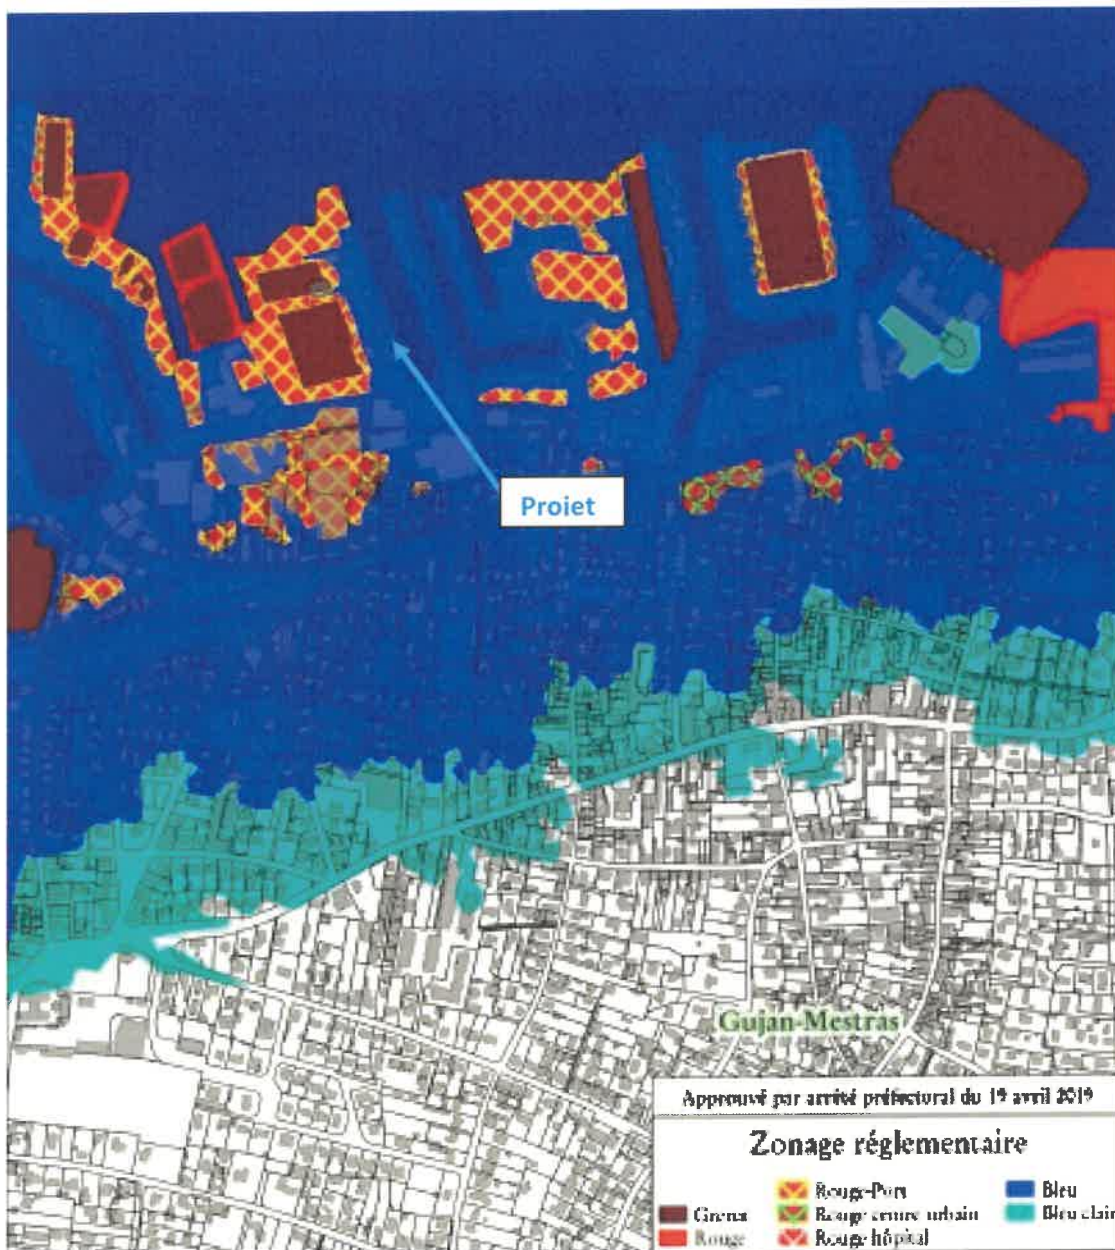 Projet
Gujan-Mestras
Approuvé par arrêté préfectoral du 19 avril 2019
Zonage réglementaire
Rouge-Port
Bleu
Grenat
Rouge centre urbain
Bleu clair
Rouge
Rouge hôpital